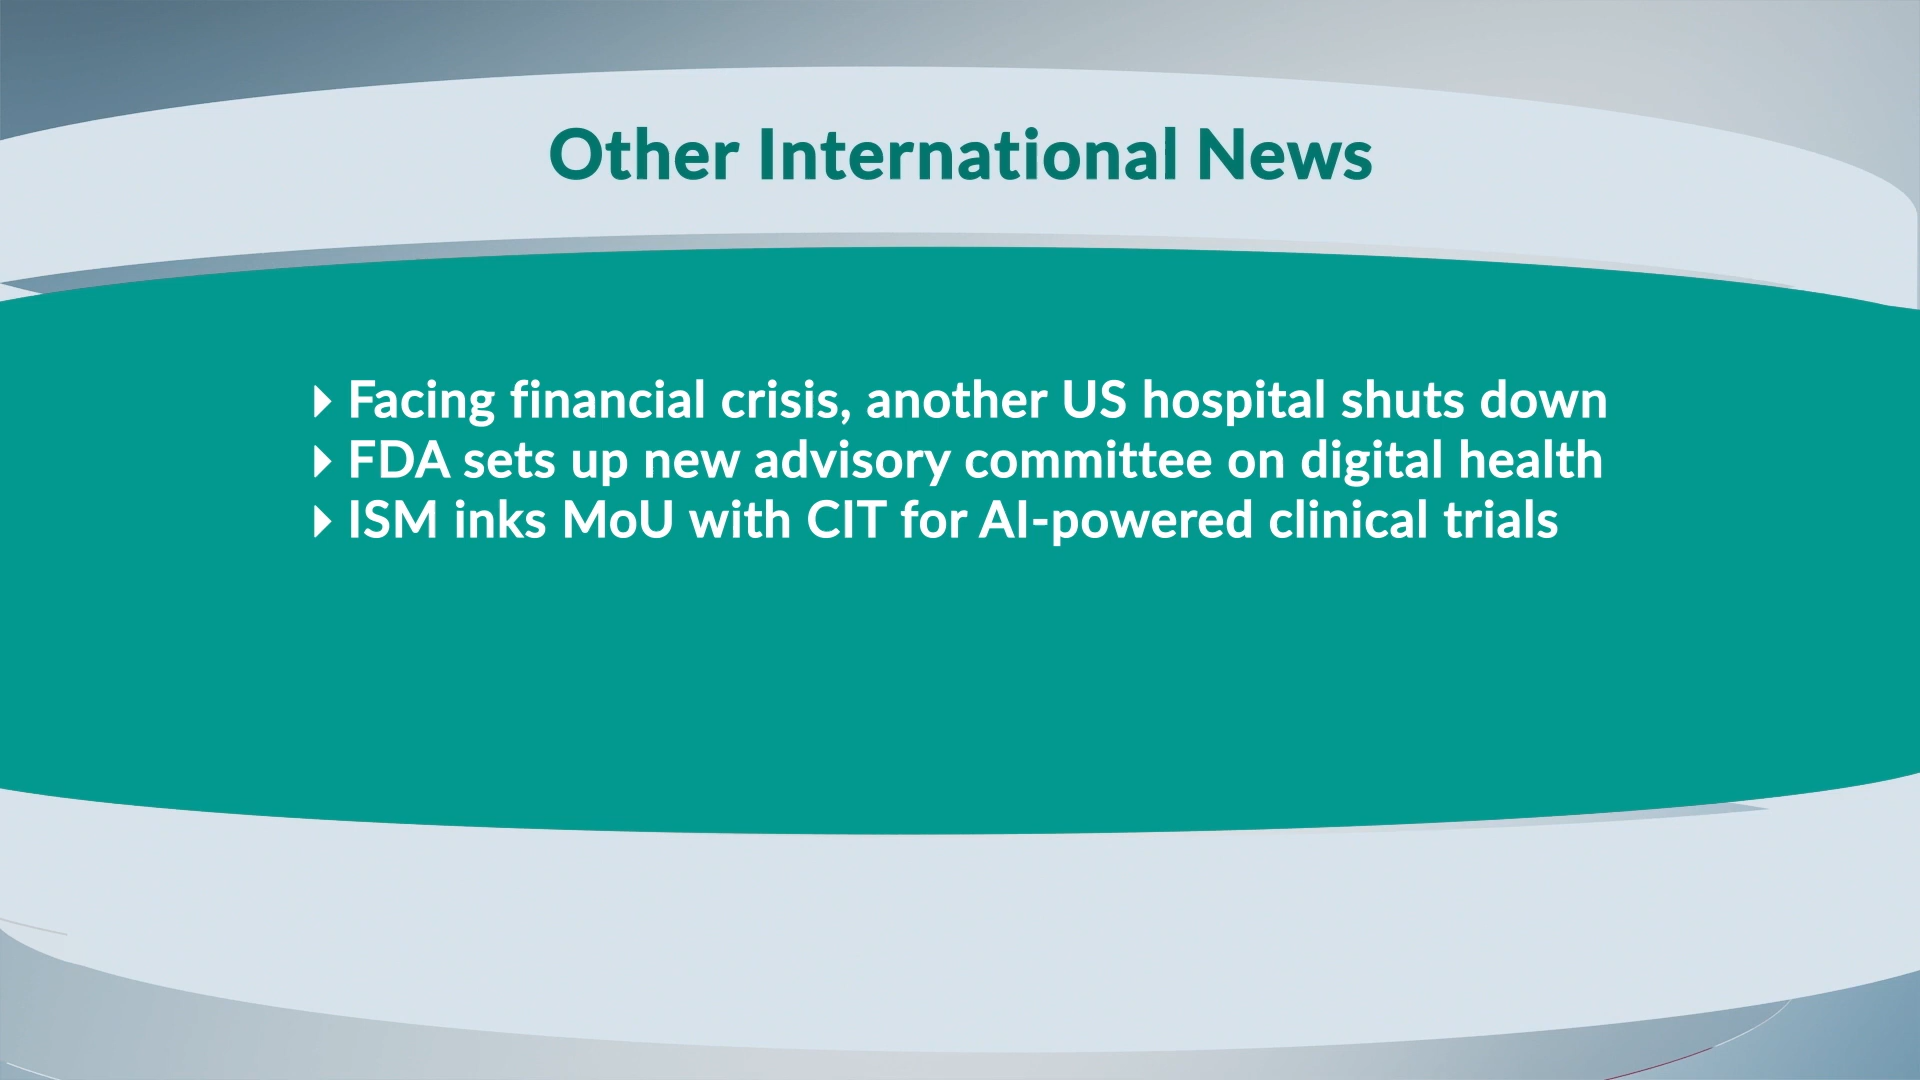 Other International News
Facing financial crisis, another US hospital shuts down
FDA sets up new advisory committee on digital health
ISM inks MoU with CIT for AI-powered clinical trials